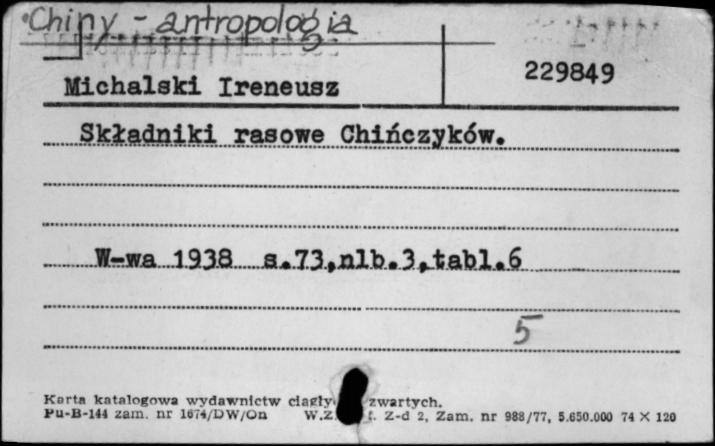 Chiny - antropologia
229849
Michalski Ireneusz
Składniki rasowe Chińczyków.
W-wa 1938 s.73,nlb.3,tabl.6
5
Karta katalogowa wydawnictw ciągły zwartych.
Pu-B-144 zam. nr 1674/DW/On W.Z. Z-d 2, Zam. nr 988/77, 5.650.000 74 X 120